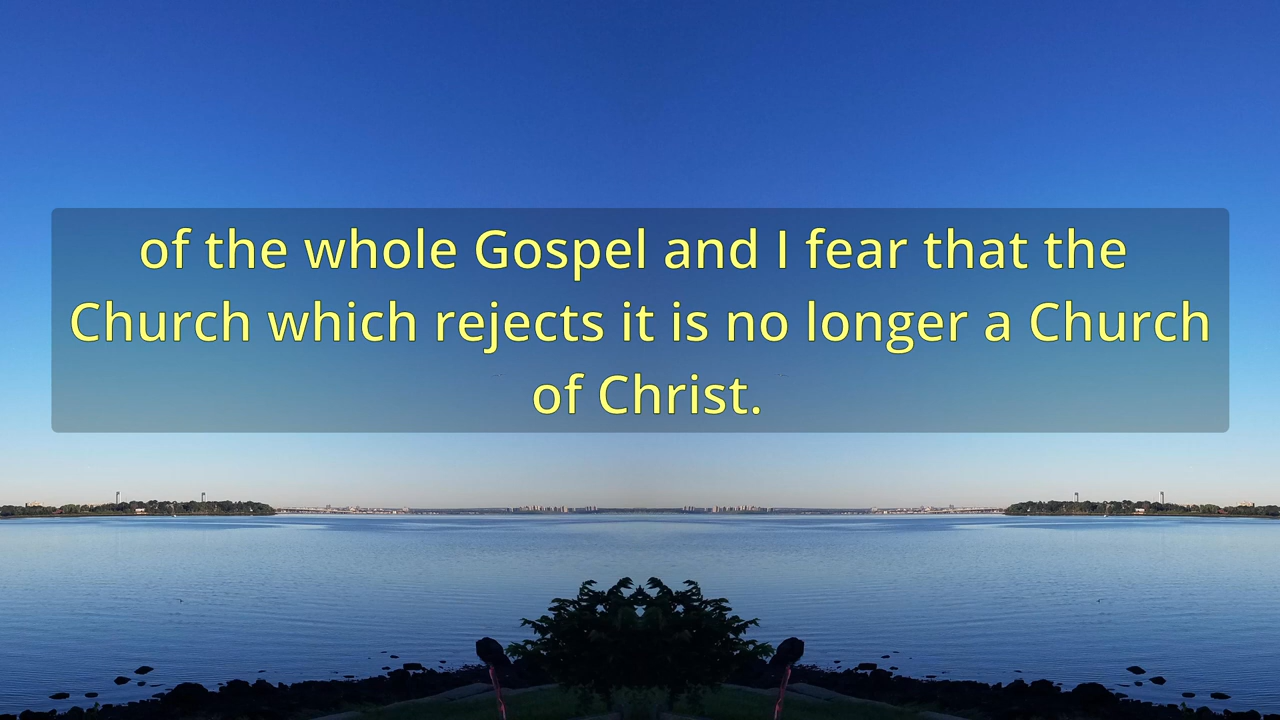 of the whole Gospel and I fear that the
Church which rejects it is no longer a Church
of Christ.